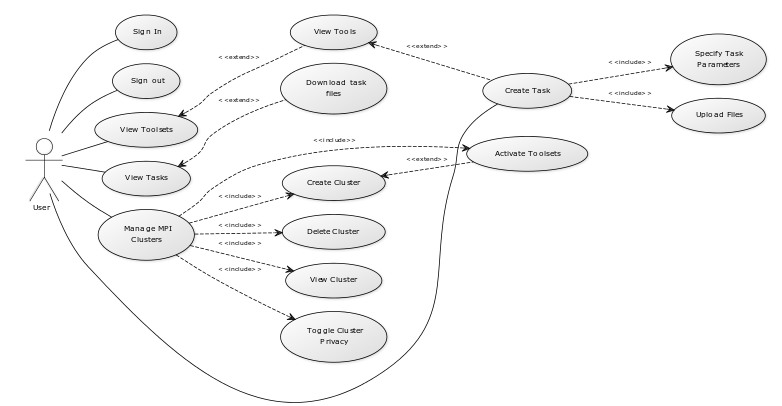 Sign In
View Tools
< <extend> >
< <extend> >
Specify Task
Parameters
< <include> >
Sign out
Download task
files
Create Task
< <extend> >
< <include> >
Upload Files
View Toolsets
< <include> >
Activate Toolsets
< <extend> >
View Tasks
Create Cluster
User
< <include> >
Manage MPI
Clusters
< <include> >
Delete Cluster
< <include> >
< <include> >
View Cluster
Toggle Cluster
Privacy